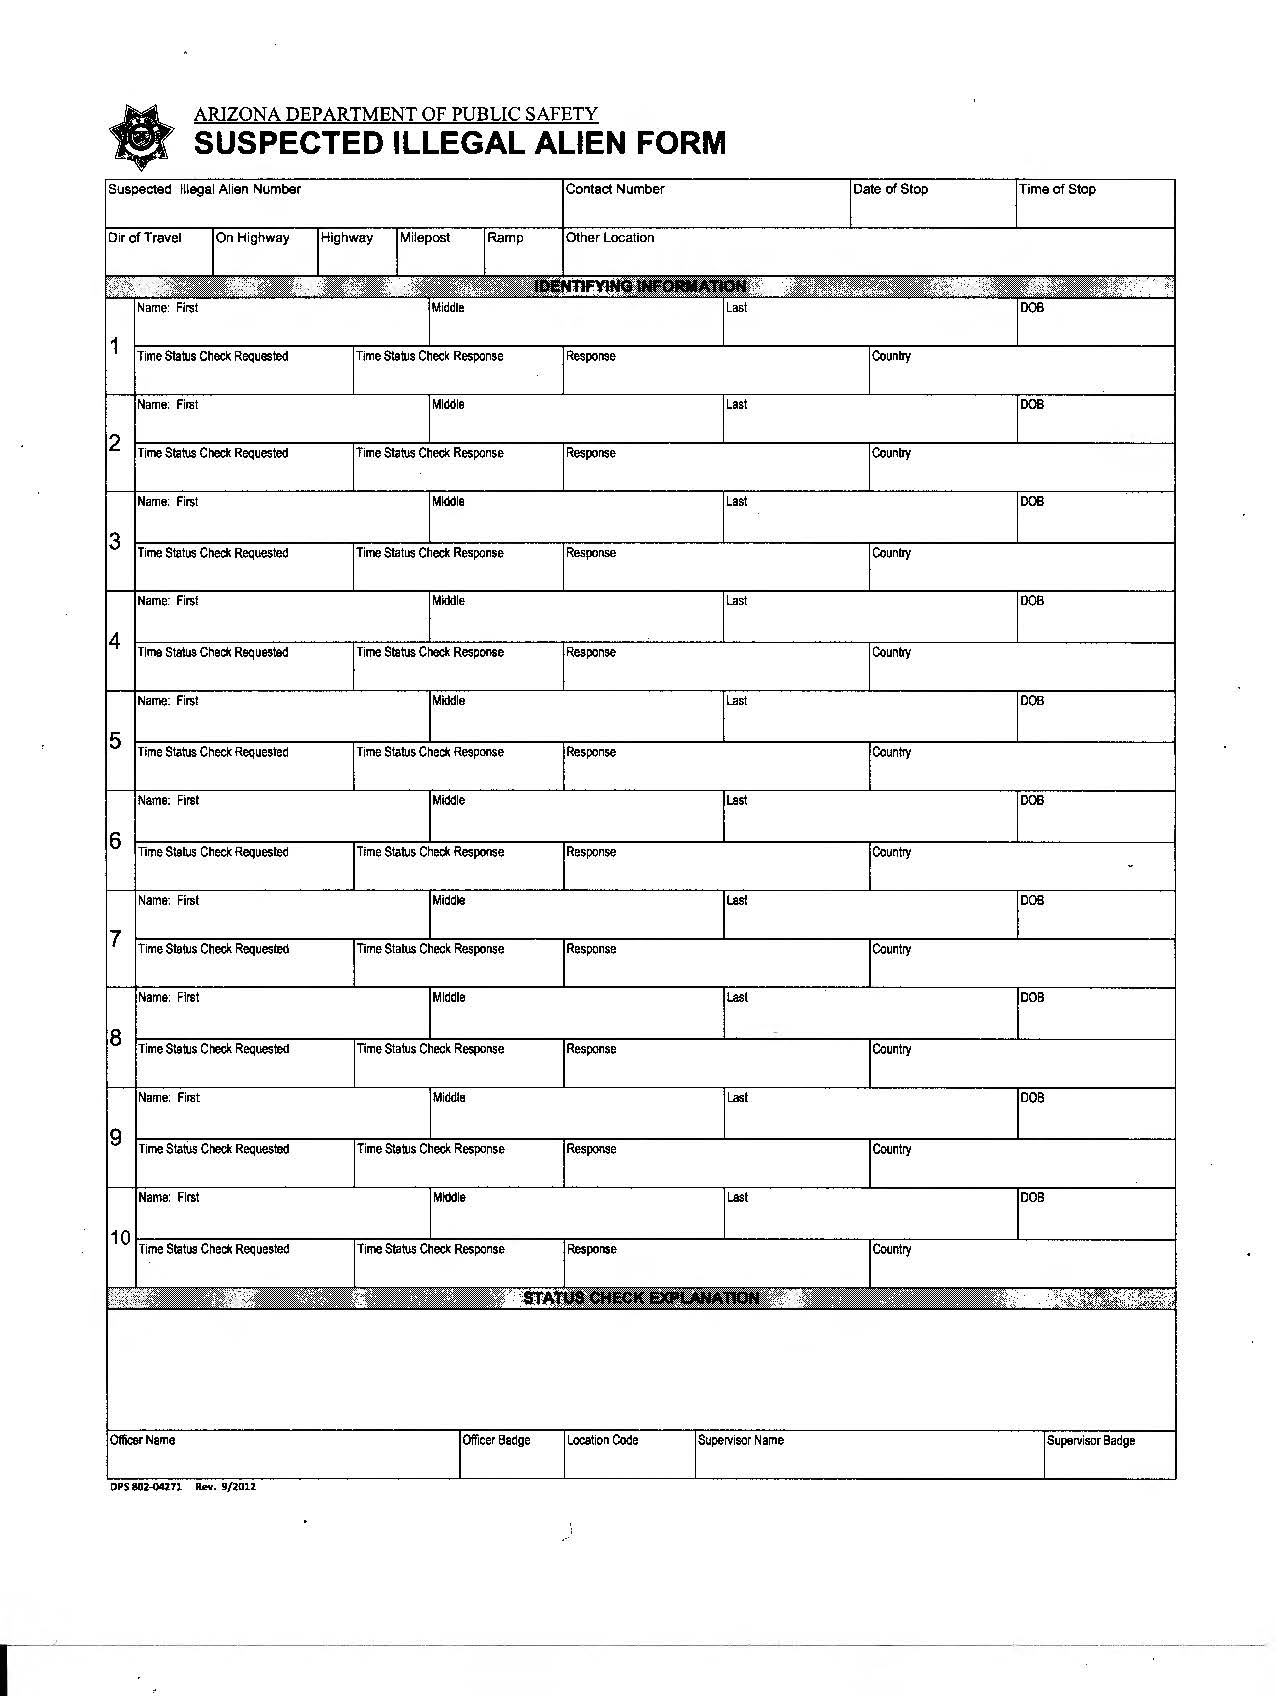 ARIZONA DEPARTMENT OF PUBLIC SAFETY
SUSPECTED ILLEGAL ALIEN FORM
Suspected Illegal Alien Number Contact Number Date of Stop Time of Stop
Dir of Travel On Highway Highway Milepost Ramp Other Location
IDENTIFYING INFORMATION
1
Name: First Middle Last DOB
Time Status Check Requested Time Status Check Response Response Country
2
Name: First Middle Last DOB
Time Status Check Requested Time Status Check Response Response Country
3
Name: First Middle Last DOB
Time Status Check Requested Time Status Check Response Response Country
4
Name: First Middle Last DOB
Time Status Check Requested Time Status Check Response Response Country
5
Name: First Middle Last DOB
Time Status Check Requested Time Status Check Response Response Country
6
Name: First Middle Last DOB
Time Status Check Requested Time Status Check Response Response Country
7
Name: First Middle Last DOB
Time Status Check Requested Time Status Check Response Response Country
8
Name: First Middle Last DOB
Time Status Check Requested Time Status Check Response Response Country
9
Name: First Middle Last DOB
Time Status Check Requested Time Status Check Response Response Country
10
Name: First Middle Last DOB
Time Status Check Requested Time Status Check Response Response Country
STATUS CHECK EXPLANATION
Officer Name Officer Badge Location Code Supervisor Name Supervisor Badge
DPS 802-04271 Rev. 9/2012